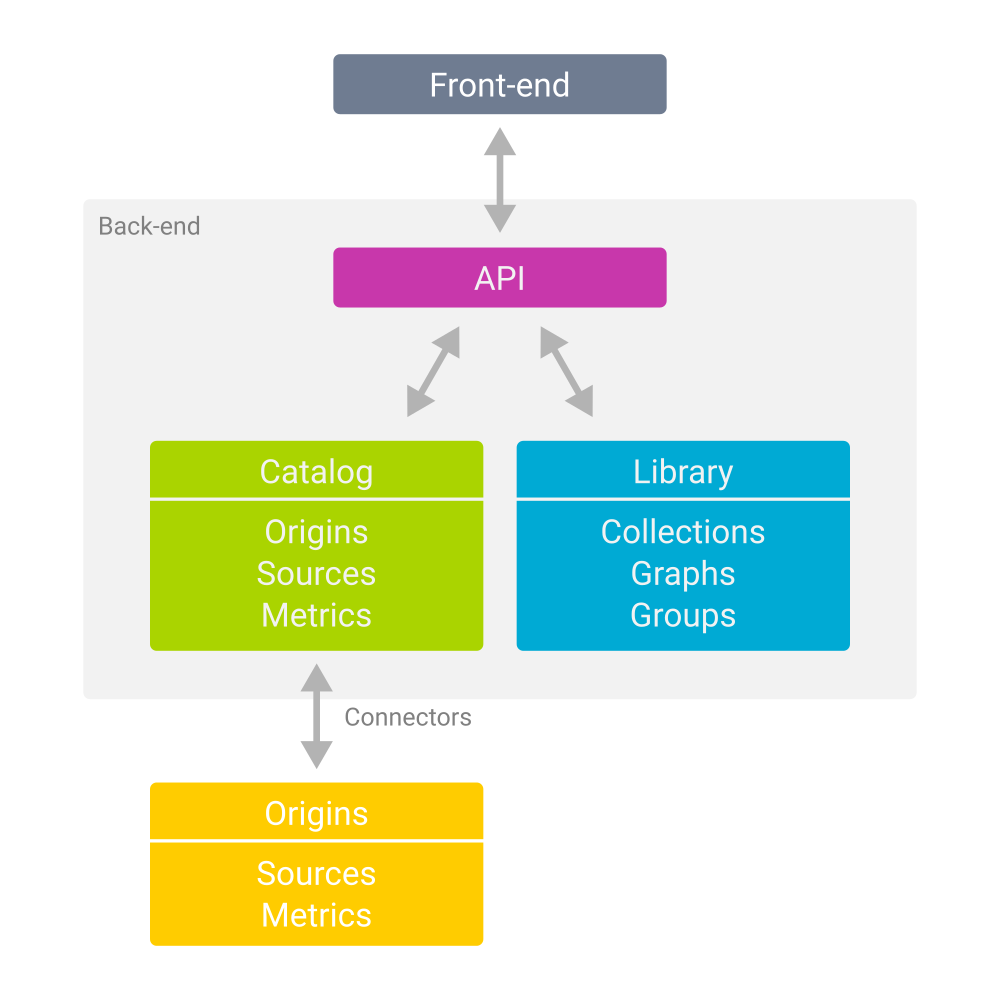 Front-end
Back-end
API
Catalog
Origins
Sources
Metrics
Library
Collections
Graphs
Groups
Connectors
Origins
Sources
Metrics